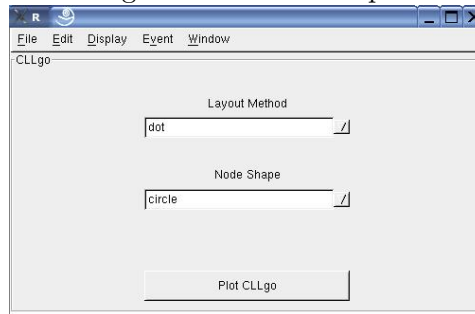 R
File Edit Display Event Window
CLLgo
Layout Method
dot
Node Shape
circle
Plot CLLgo